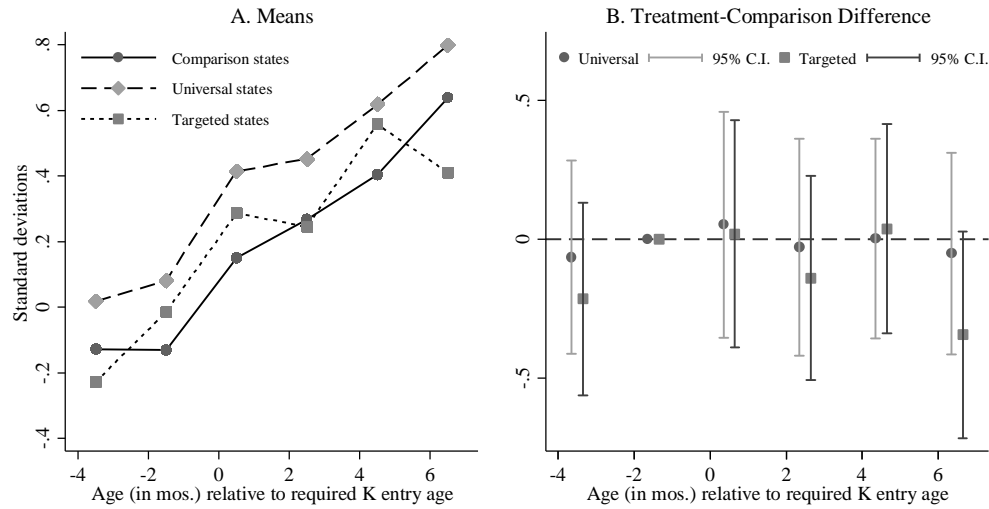 A. Means
Standard deviations
.8
.6
.4
.2
0
-.2
-.4
Comparison states
Universal states
Targeted states
-4 -2 0 2 4 6
Age (in mos.) relative to required K entry age
B. Treatment-Comparison Difference
Universal 95% C.I. Targeted 95% C.I.
.5
0
-.5
-4 -2 0 2 4 6
Age (in mos.) relative to required K entry age